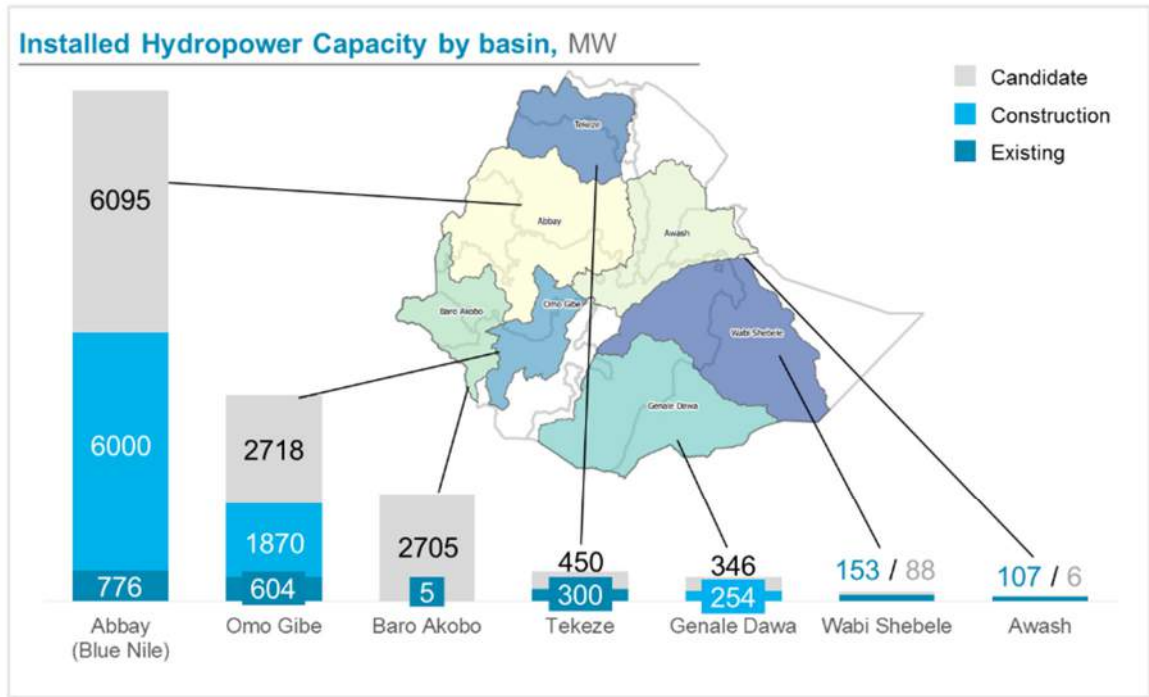 Installed Hydropower Capacity by basin, MW
Candidate
Construction
Existing
Tekeze
Abbay
Awash
Baro Akobo
Omo Gibe
Wabi Shebele
Genale Dawa
6095
6000
776
2718
1870
604
2705
5
450
300
346
254
153 / 88
107 / 6
Abbay
(Blue Nile)
Omo Gibe
Baro Akobo
Tekeze
Genale Dawa
Wabi Shebele
Awash